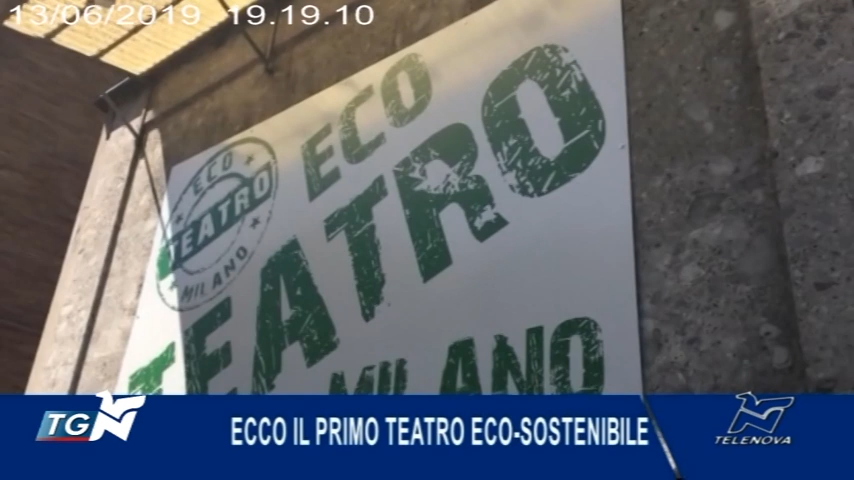 13/06/2019 19.19.10
ECO
TEATRO
MILANO
ECO
TEATRO
MILANO
TGN
ECCO IL PRIMO TEATRO ECO-SOSTENIBILE
TELENOVA